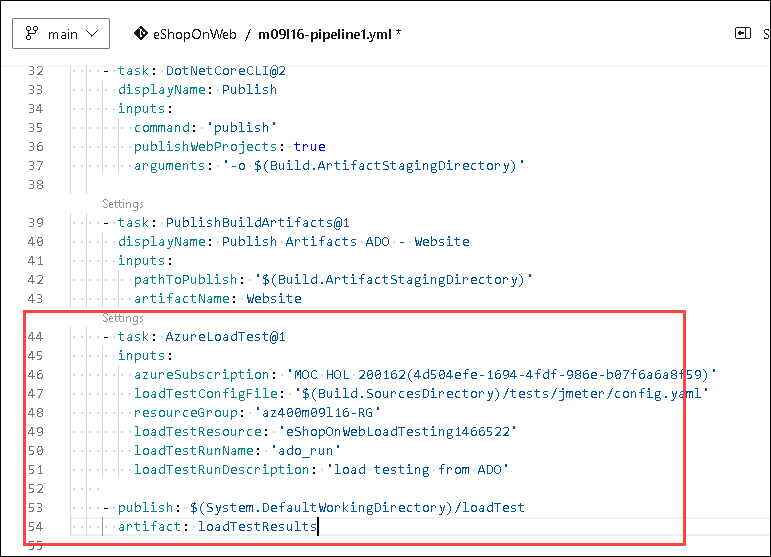 main
eShopOnWeb / m09l16-pipeline1.yml *
S
32 - task: DotNetCoreCLI@2
33 displayName: Publish
34 inputs:
35 command: 'publish'
36 publishWebProjects: true
37 arguments: '-o $(Build.ArtifactStagingDirectory)'
38
Settings
39 - task: PublishBuildArtifacts@1
40 displayName: Publish Artifacts ADO - Website
41 inputs:
42 pathToPublish: '$(Build.ArtifactStagingDirectory)'
43 artifactName: Website
Settings
44 - task: AzureLoadTest@1
45 inputs:
46 azureSubscription: 'MOC HOL 200162(4d504efe-1694-4fdf-986e-b07f6a6a8f59)'
47 loadTestConfigFile: '$(Build.SourcesDirectory)/tests/jmeter/config.yaml'
48 resourceGroup: 'az400m09l16-RG'
49 loadTestResource: 'eShopOnWebLoadTesting1466522'
50 loadTestRunName: 'ado_run'
51 loadTestRunDescription: 'load testing from ADO'
52
53 - publish: $(System.DefaultWorkingDirectory)/loadTest
54 artifact: loadTestResults
55